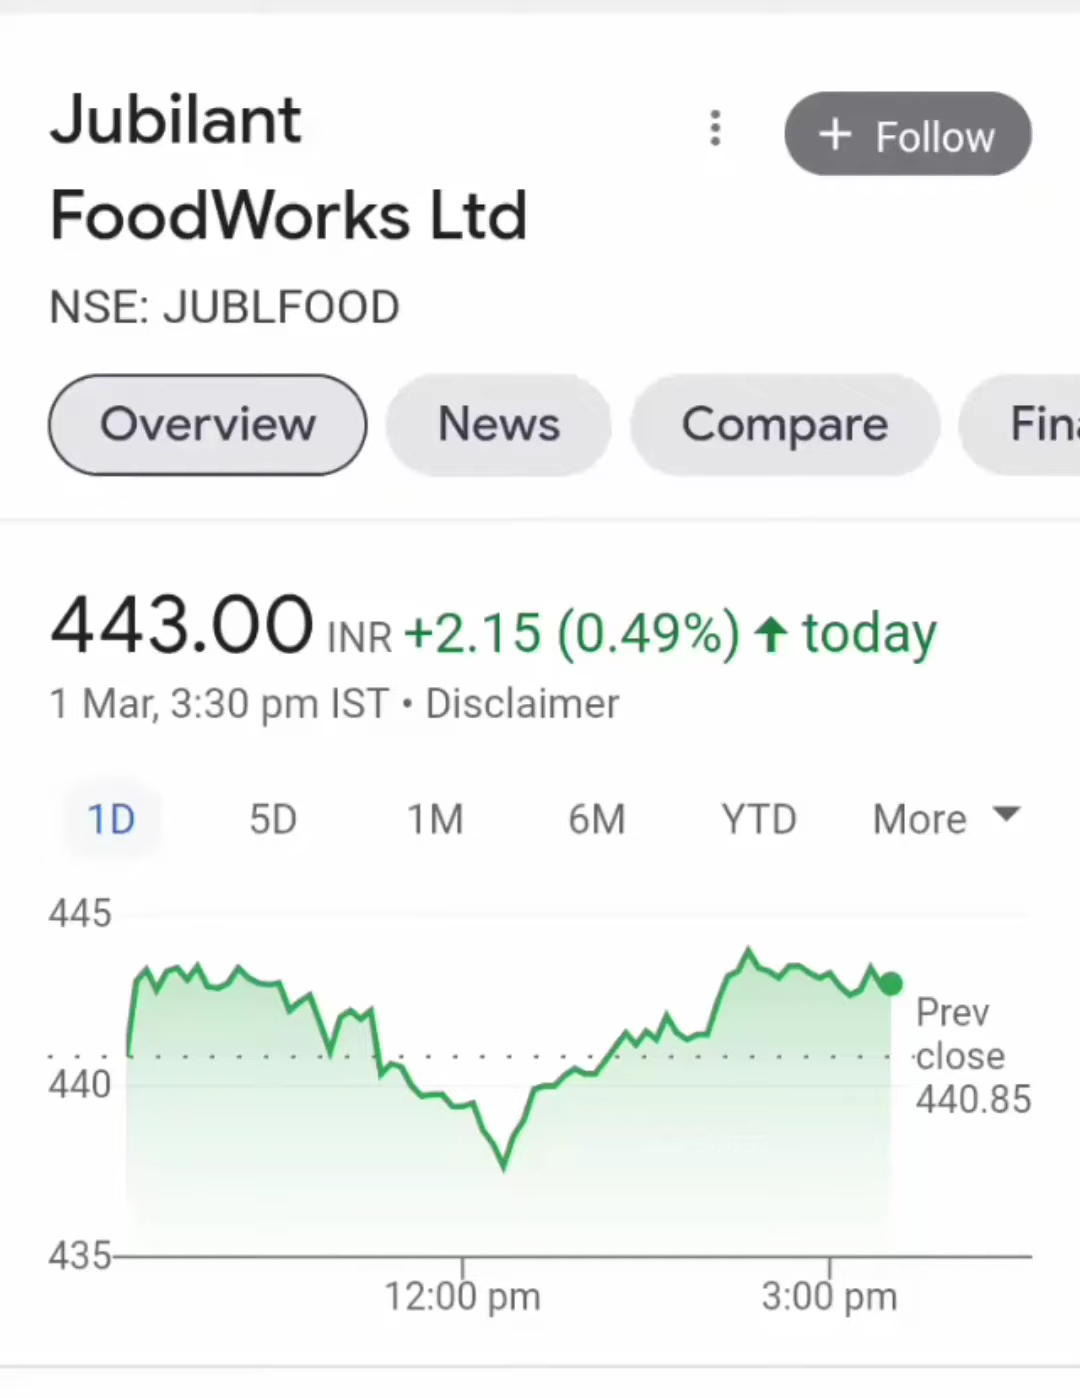 Jubilant
FoodWorks Ltd
+ Follow
NSE: JUBLFOOD
Overview
News
Compare
Fina
443.00 INR +2.15 (0.49%) ↑ today
1 Mar, 3:30 pm IST • Disclaimer
1D
5D
1M
6M
YTD
More
445
440
435
Prev
close
440.85
12:00 pm
3:00 pm